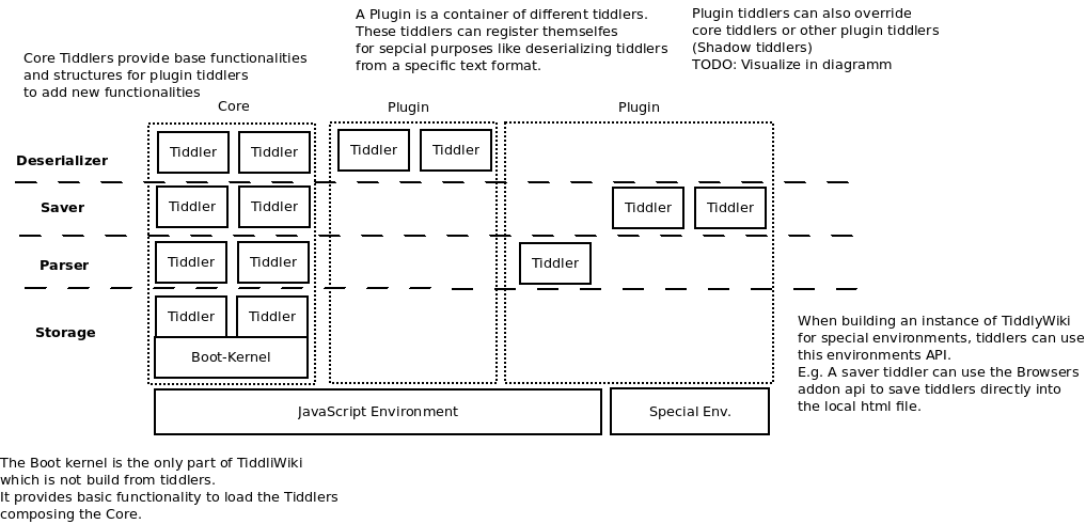 A Plugin is a container of different tiddlers.
These tiddlers can register themselfes
for sepcial purposes like deserializing tiddlers
from a specific text format.
Plugin tiddlers can also override
core tiddlers or other plugin tiddlers
(Shadow tiddlers)
TODO: Visualize in diagramm
Core Tiddlers provide base functionalities
and structures for plugin tiddlers
to add new functionalities
Core
Plugin
Plugin
Deserializer
Tiddler
Tiddler
Tiddler
Tiddler
Saver
Tiddler
Tiddler
Tiddler
Tiddler
Parser
Tiddler
Tiddler
Tiddler
Storage
Tiddler
Tiddler
Boot-Kernel
JavaScript Environment
Special Env.
When building an instance of TiddlyWiki
for special environments, tiddlers can use
this environments API.
E.g. A saver tiddler can use the Browsers
addon api to save tiddlers directly into
the local html file.
The Boot kernel is the only part of TiddliWiki
which is not build from tiddlers.
It provides basic functionality to load the Tiddlers
composing the Core.